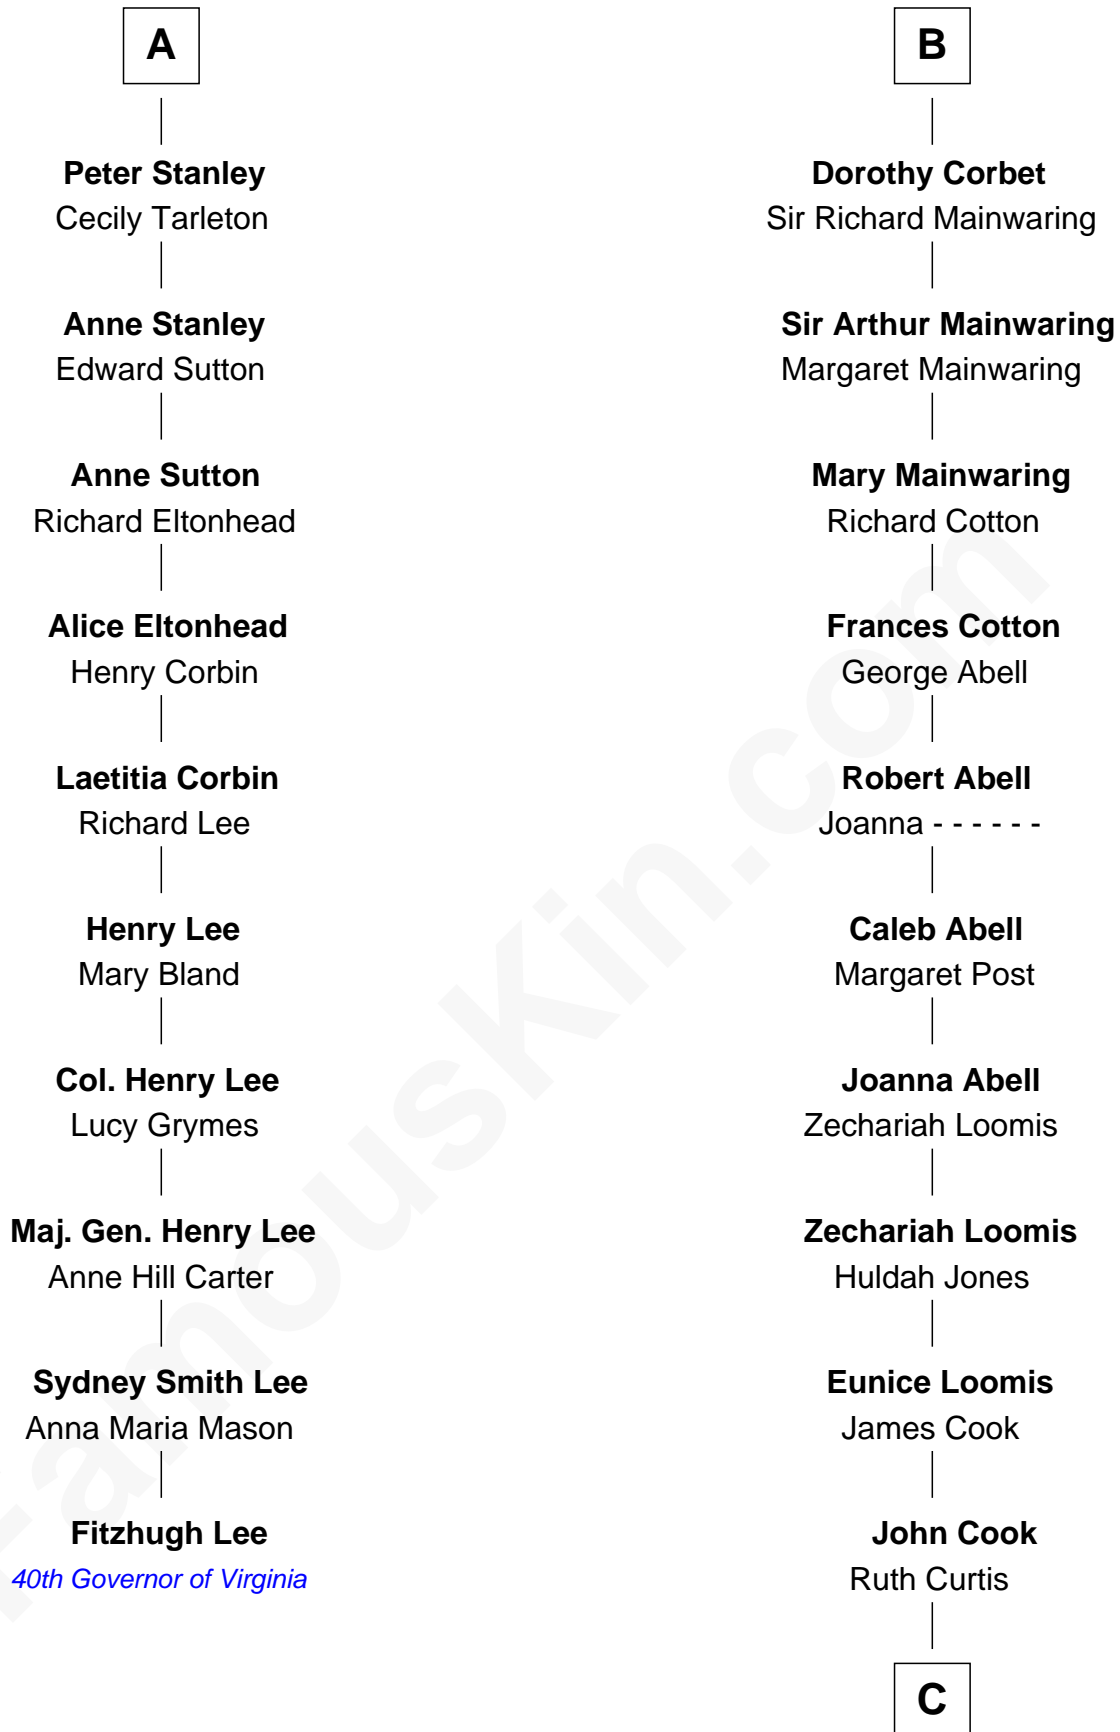 A
Peter Stanley
Cecily Tarleton
Anne Stanley
Edward Sutton
Anne Sutton
Richard Eltonhead
Alice Eltonhead
Henry Corbin
Laetitia Corbin
Richard Lee
Henry Lee
Mary Bland
Col. Henry Lee
Lucy Grymes
Maj. Gen. Henry Lee
Anne Hill Carter
Sydney Smith Lee
Anna Maria Mason
Fitzhugh Lee
40th Governor of Virginia
B
Dorothy Corbet
Sir Richard Mainwaring
Sir Arthur Mainwaring
Margaret Mainwaring
Mary Mainwaring
Richard Cotton
Frances Cotton
George Abell
Robert Abell
Joanna - - - - - -
Caleb Abell
Margaret Post
Joanna Abell
Zechariah Loomis
Zechariah Loomis
Huldah Jones
Eunice Loomis
James Cook
John Cook
Ruth Curtis
C
FamousKin.com